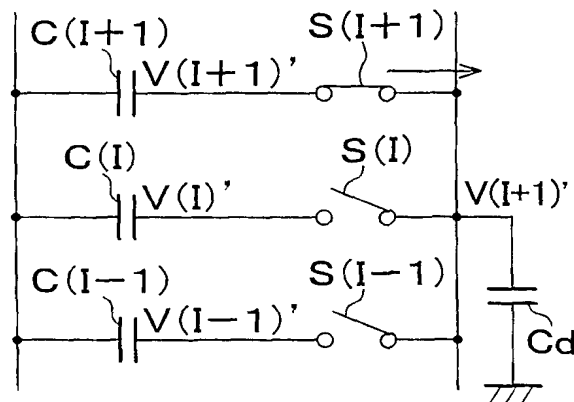 C(I+1)
S(I+1)
V(I+1)'
C(I)
S(I)
V(I)'
V(I+1)'
C(I-1)
S(I-1)
V(I-1)'
Cd